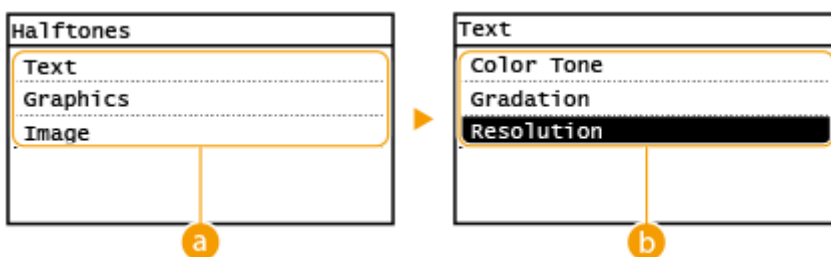 Halftones
Text
Graphics
Image
a
Text
Color Tone
Gradation
Resolution
b